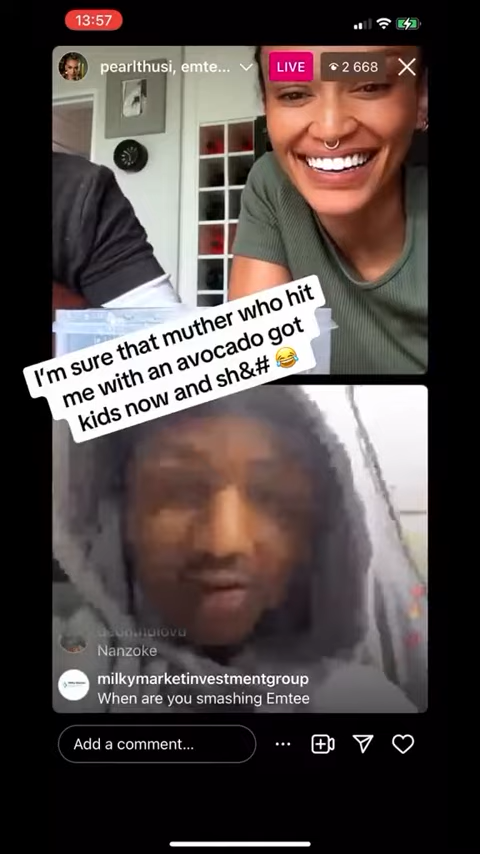 13:57
pearlthusi, emte...
LIVE
2 668
I'm sure that muther who hit
me with an avocado got
kids now and sh&# 😂
Nanzoke
milkymarketinvestmentgroup
When are you smashing Emtee
Add a comment...